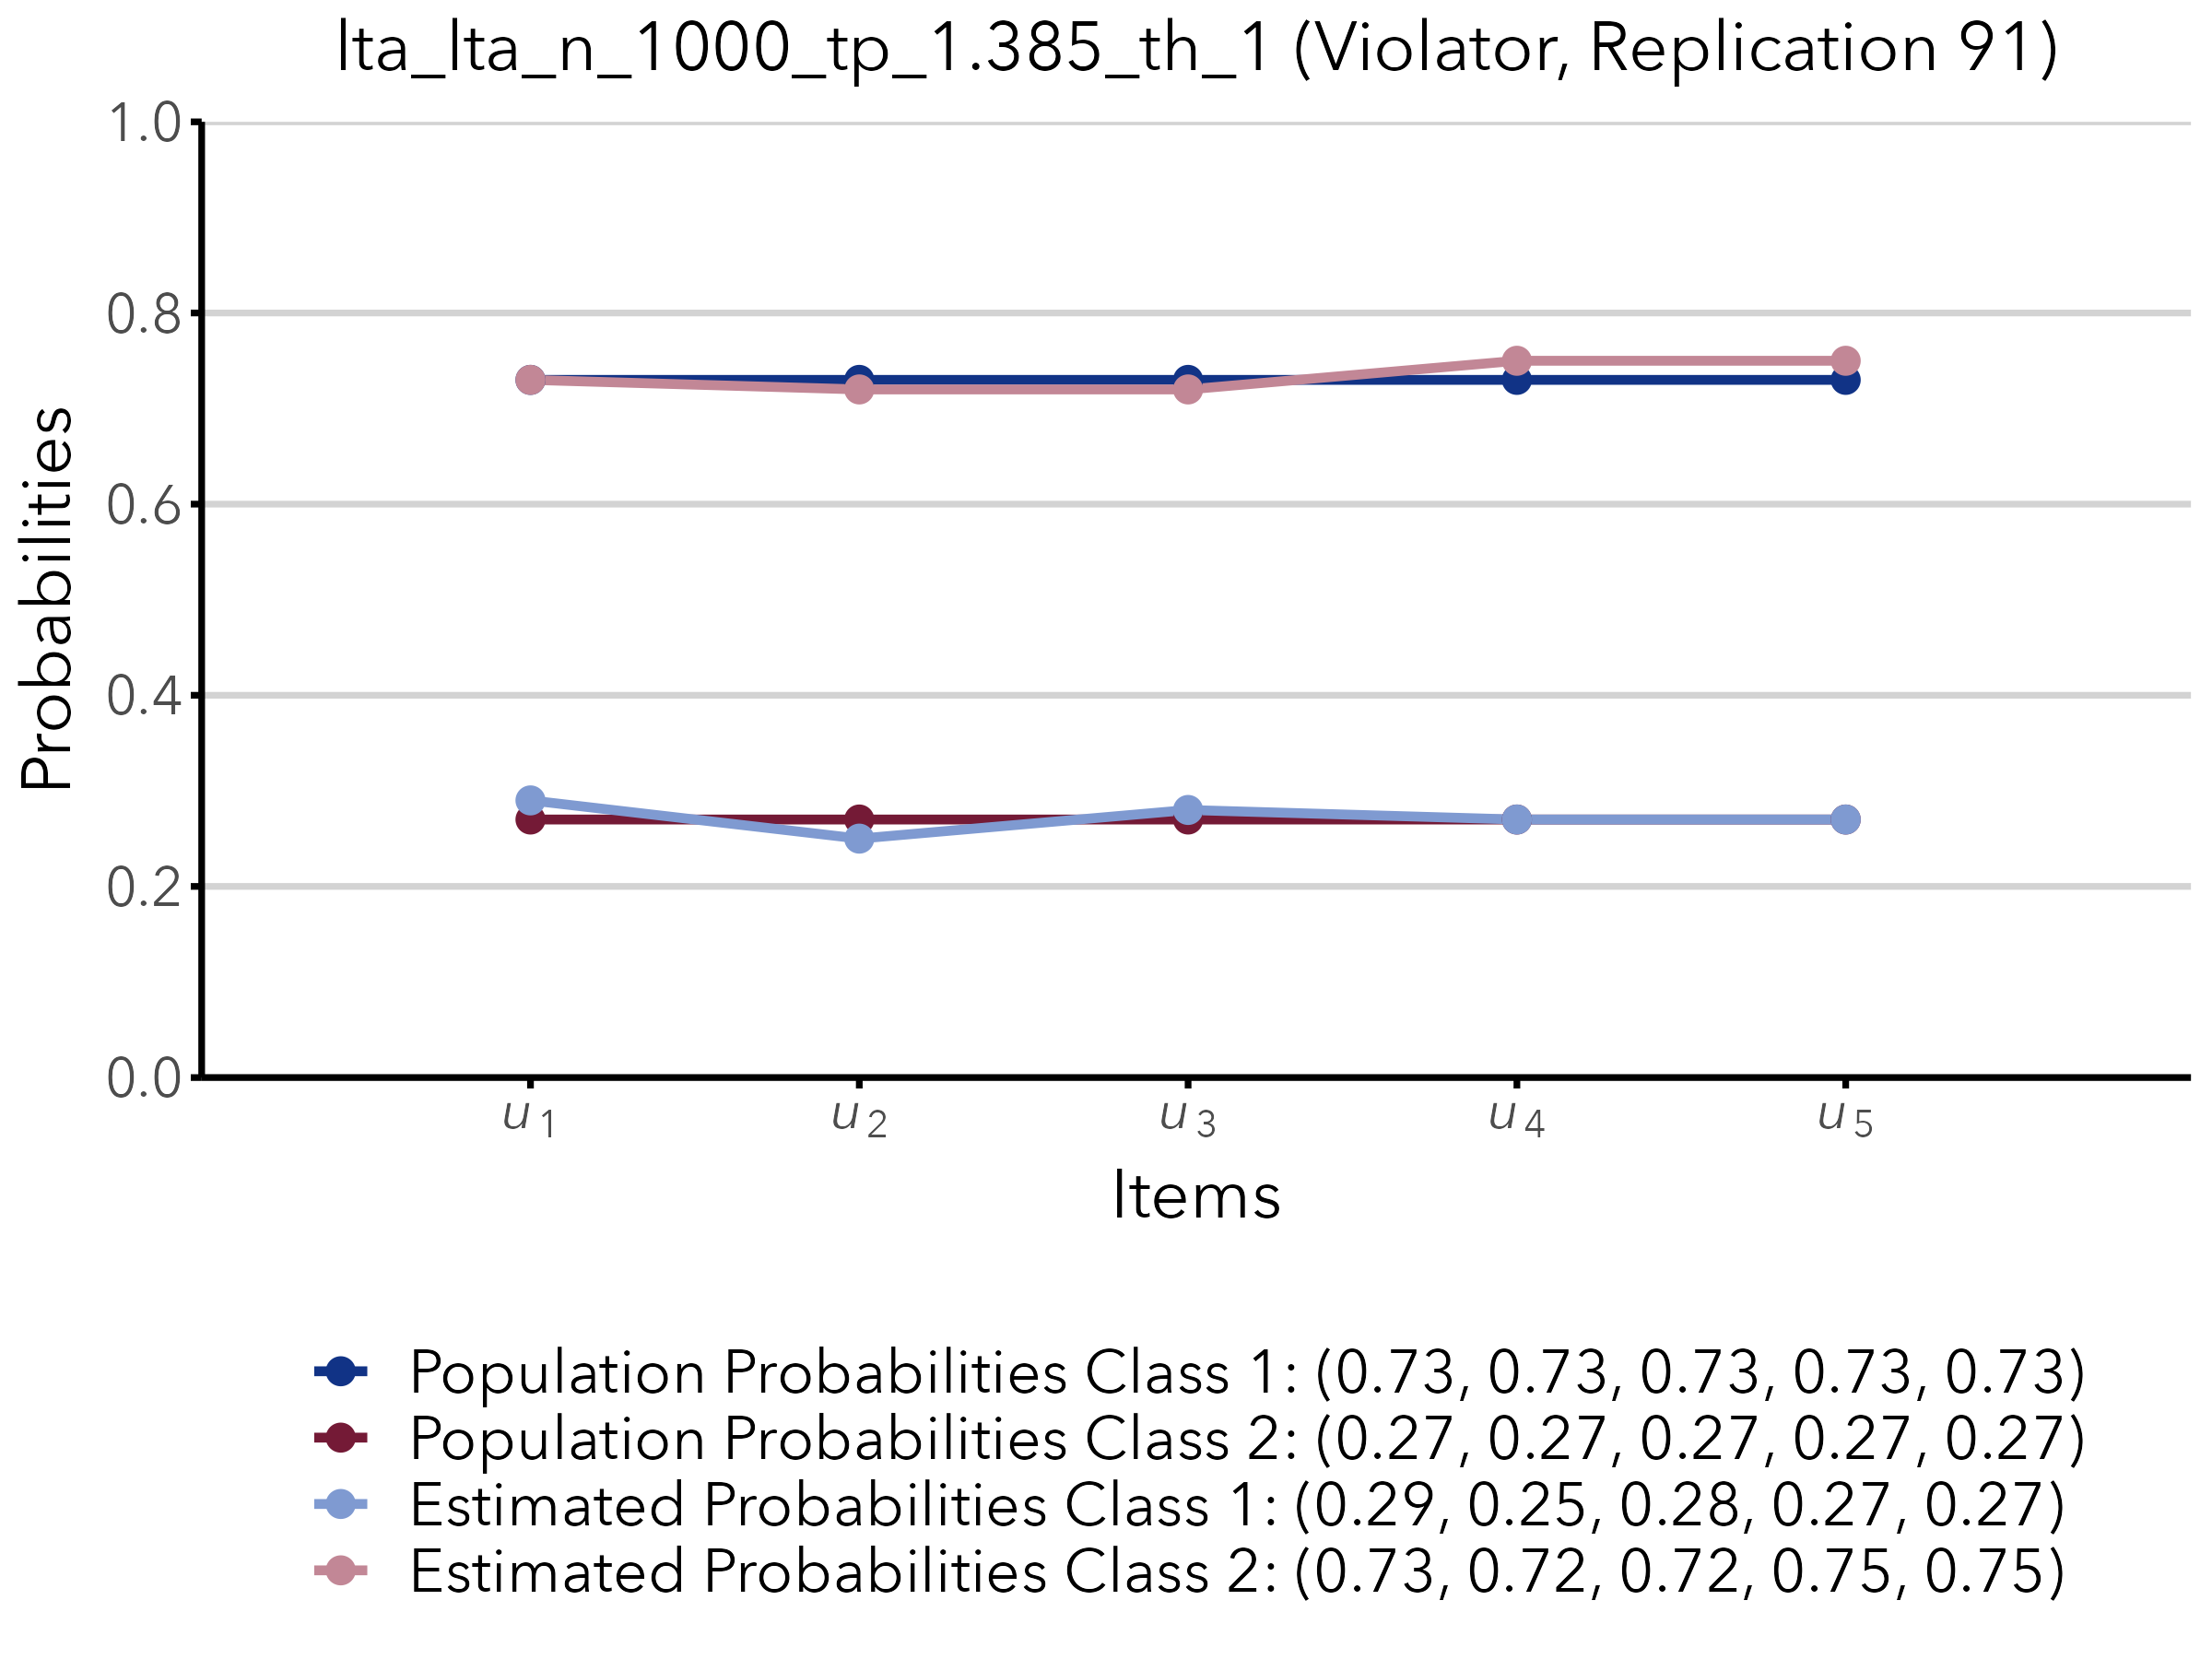 lta_lta_n_1000_tp_1.385_th_1 (Violator, Replication 91)
1.0
0.8
0.6
0.4
0.2
0.0
Probabilities
u1 u2 u3 u4 u5
Items
Population Probabilities Class 1: (0.73, 0.73, 0.73, 0.73, 0.73)
Population Probabilities Class 2: (0.27, 0.27, 0.27, 0.27, 0.27)
Estimated Probabilities Class 1: (0.29, 0.25, 0.28, 0.27, 0.27)
Estimated Probabilities Class 2: (0.73, 0.72, 0.72, 0.75, 0.75)